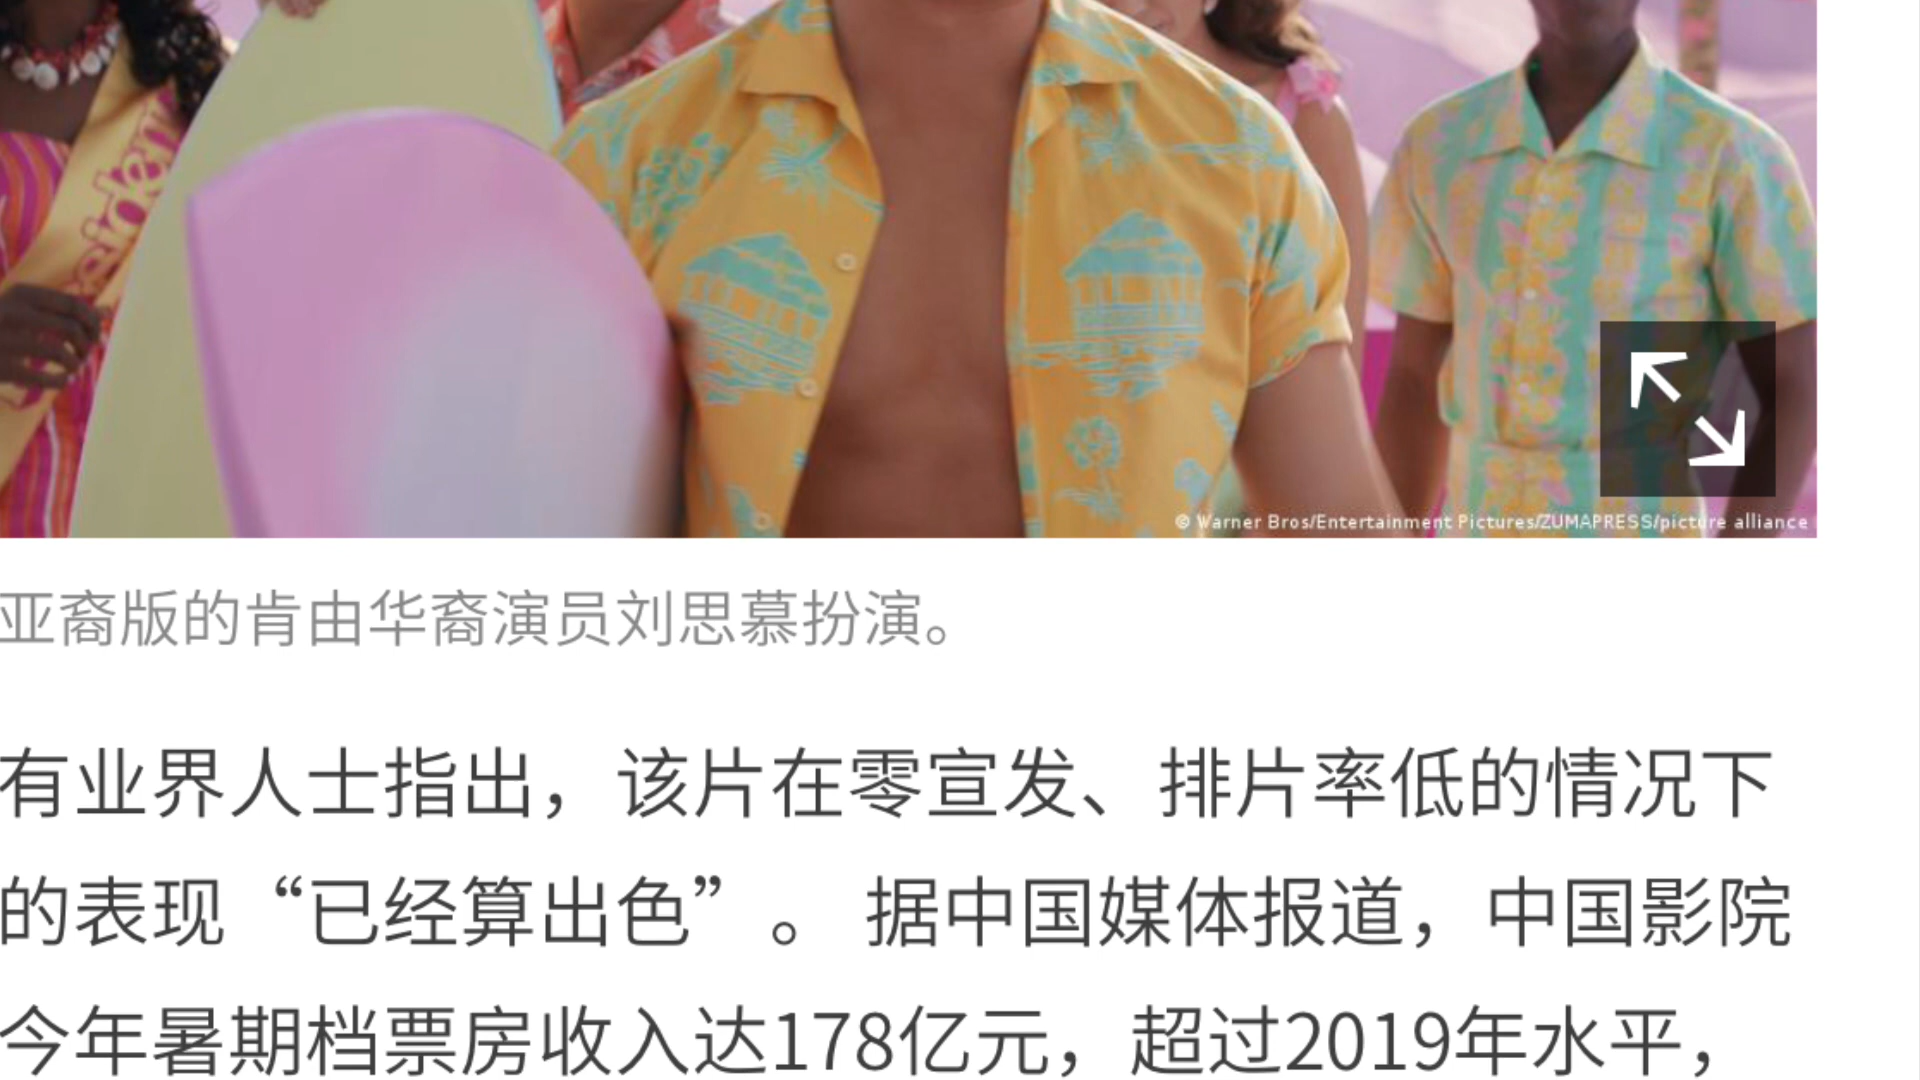 esiden
© Warner Bros/Entertainment Pictures/ZUMAPRESS/picture alliance
亚裔版的肯由华裔演员刘思慕扮演。
有业界人士指出，该片在零宣发、排片率低的情况下
的表现“已经算出色”。 据中国媒体报道，中国影院
今年暑期档票房收入达178亿元，超过2019年水平，